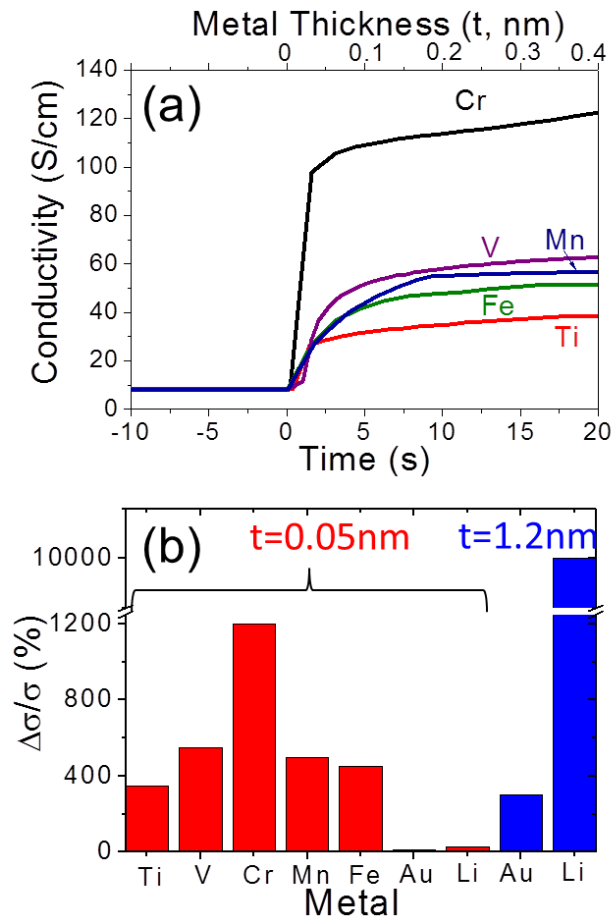 Metal Thickness (t, nm)
0.0 0.1 0.2 0.3 0.4
(a)
Conductivity (S/cm)
140
120
100
80
60
40
20
0
Cr
V
Mn
Fe
Ti
-10 -5 0 5 10 15 20
Time (s)
(b)
t=0.05nm t=1.2nm
Δσ/σ (%)
10000
1200
800
400
0
Ti V Cr Mn Fe Au Li Au Li
Metal